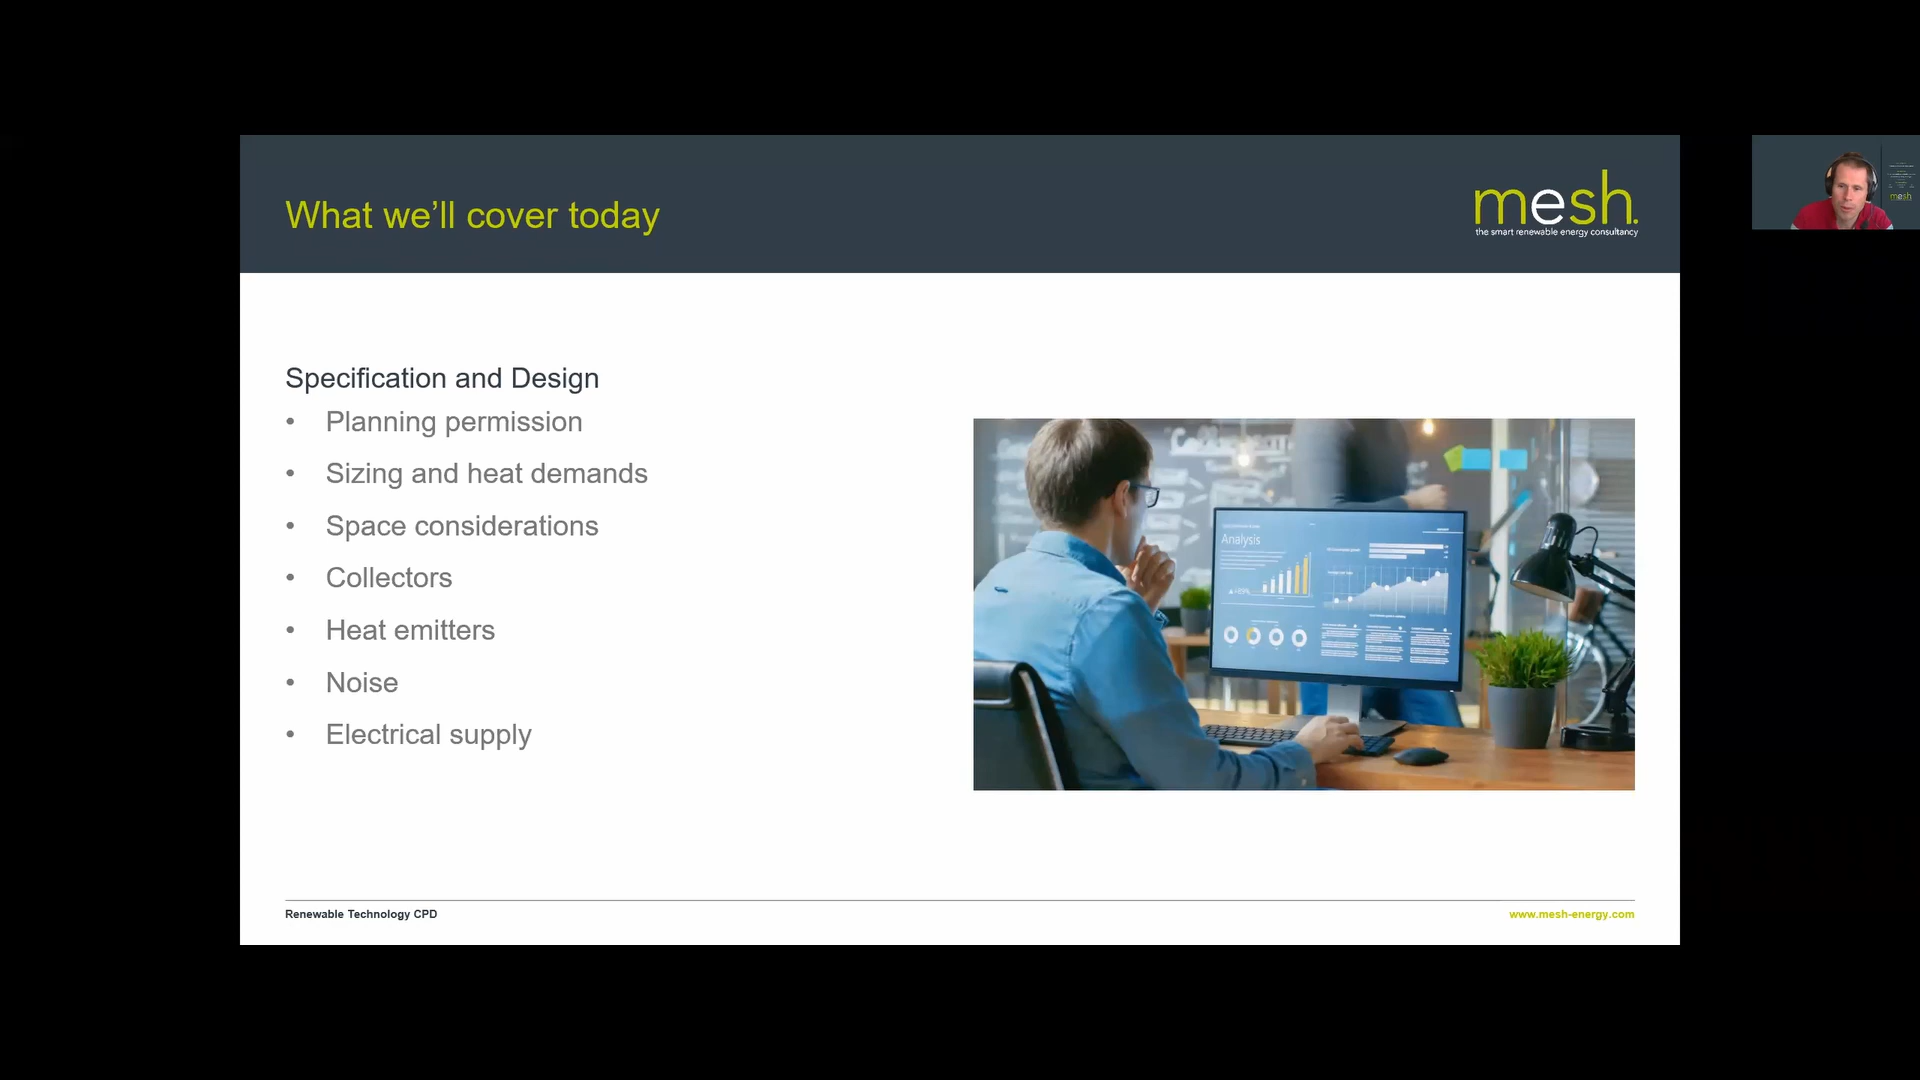 What we’ll cover today
mesh.
the smart renewable energy consultancy
mesh
Specification and Design
• Planning permission
• Sizing and heat demands
• Space considerations
• Collectors
• Heat emitters
• Noise
• Electrical supply
Analysis
Renewable Technology CPD
www.mesh-energy.com